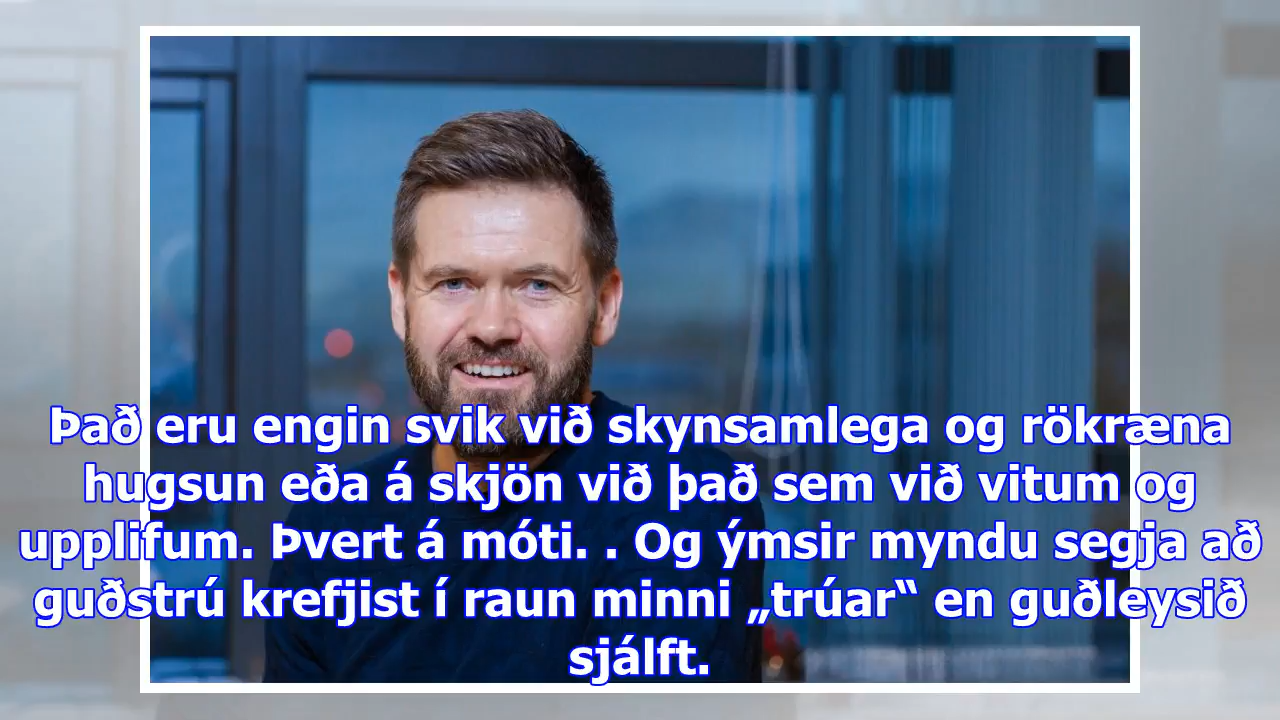 Það eru engin svik við skynsamlega og rökræna
hugsun eða á skjön við það sem við vitum og
upplifum. Þvert á móti. . Og ýmsir myndu segja að
guðstrú krefjist í raun minni „trúar“ en guðleysið
sjálft.